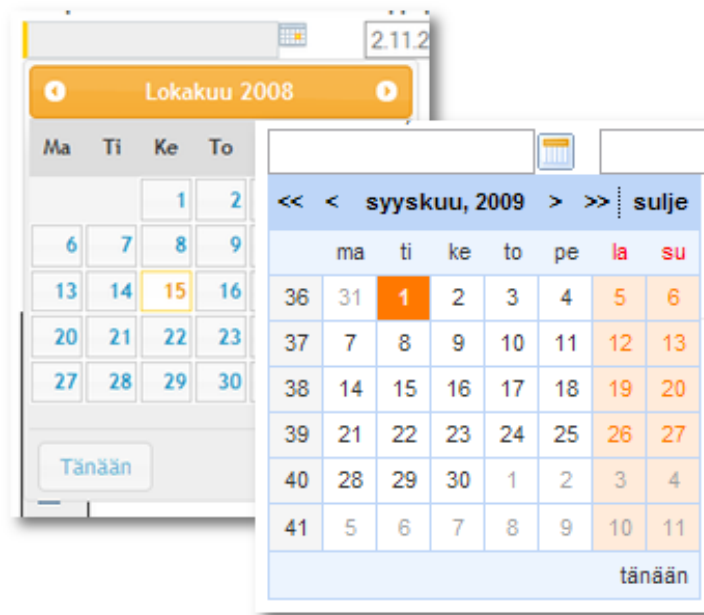 2.11.2
Lokakuu 2008
Ma Ti Ke To
1 2
6 7 8 9
13 14 15 16
20 21 22 23
27 28 29 30
Tänään
<< < syyskuu, 2009 > >> sulje
ma ti ke to pe la su
36 31 1 2 3 4 5 6
37 7 8 9 10 11 12 13
38 14 15 16 17 18 19 20
39 21 22 23 24 25 26 27
40 28 29 30 1 2 3 4
41 5 6 7 8 9 10 11
tänään